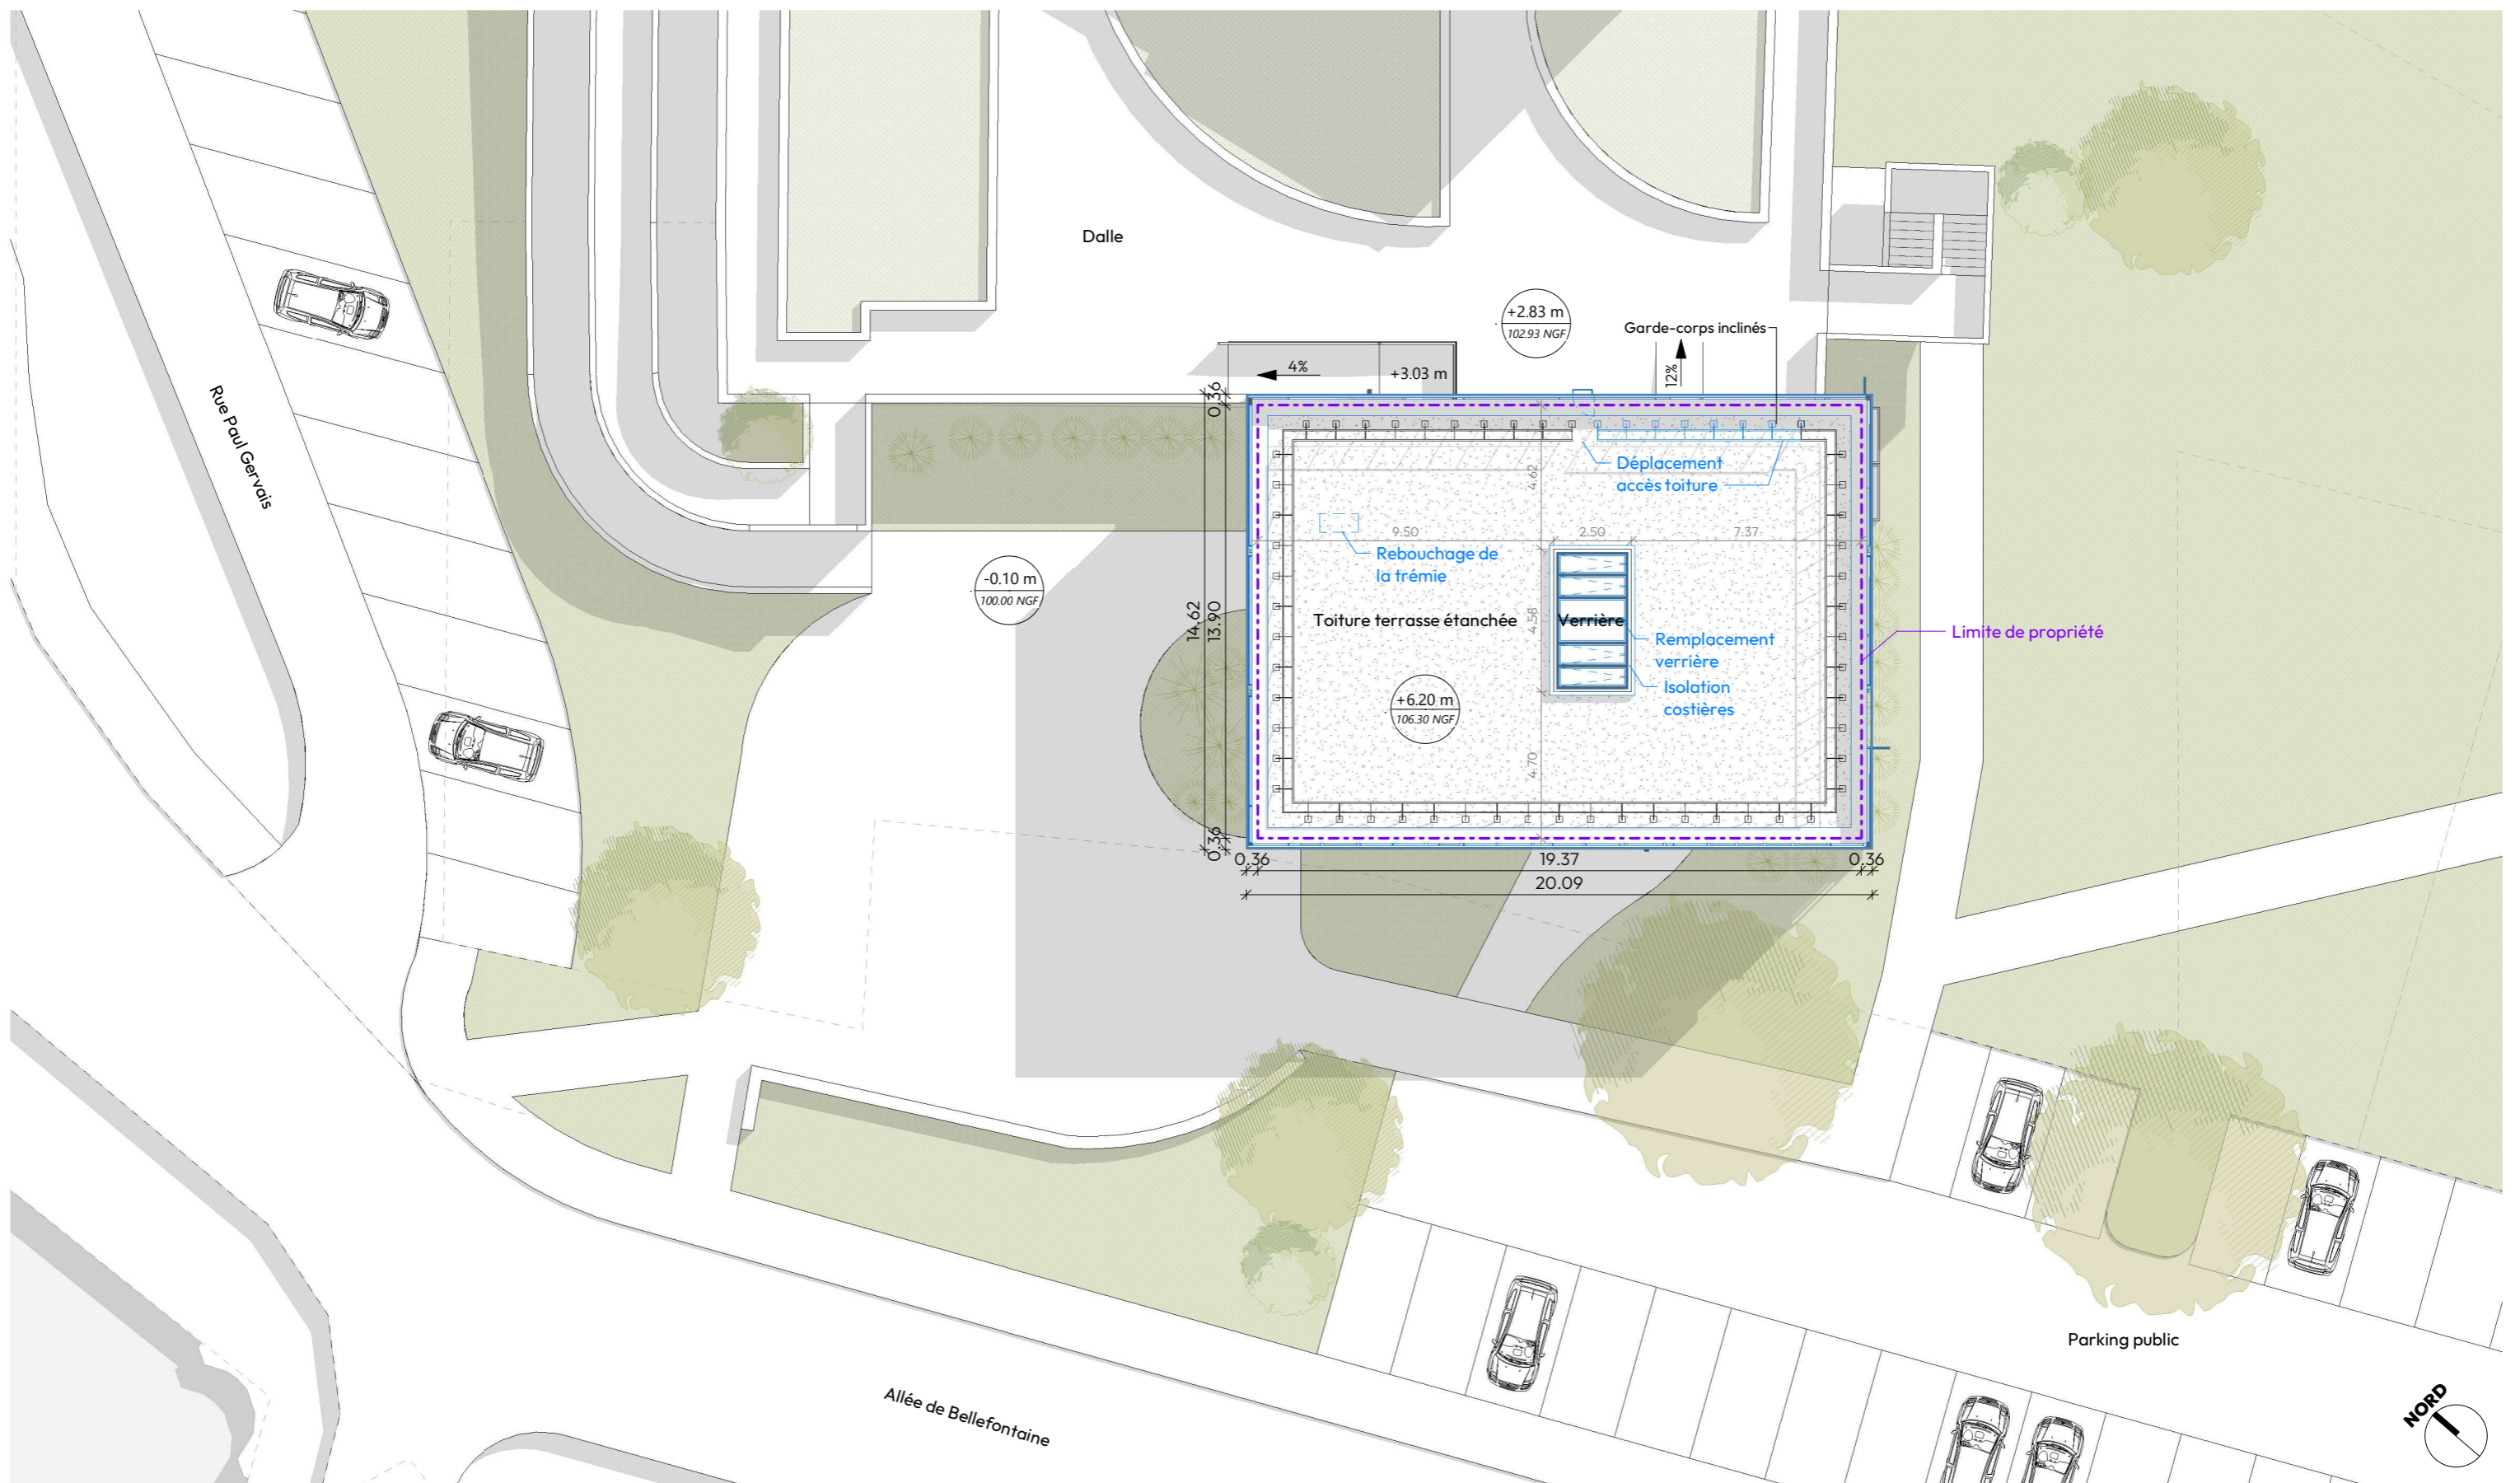 Dalle
+2.83 m
102.93 NGF
Garde-corps inclinés
4%
+3.03 m
12%
0.36
Rue Paul Gervais
Déplacement
accès toiture
4.62
9.50
2.50
7.37
Rebouchage de
la trémie
-0.10 m
100.00 NGF
14.62
13.90
Toiture terrasse étanchée
4.58
Verrière
Remplacement
verrière
Limite de propriété
Isolation
costières
+6.20 m
106.30 NGF
4.70
0.36
0.36
19.37
0.36
20.09
Parking public
Allée de Bellefontaine
NORD